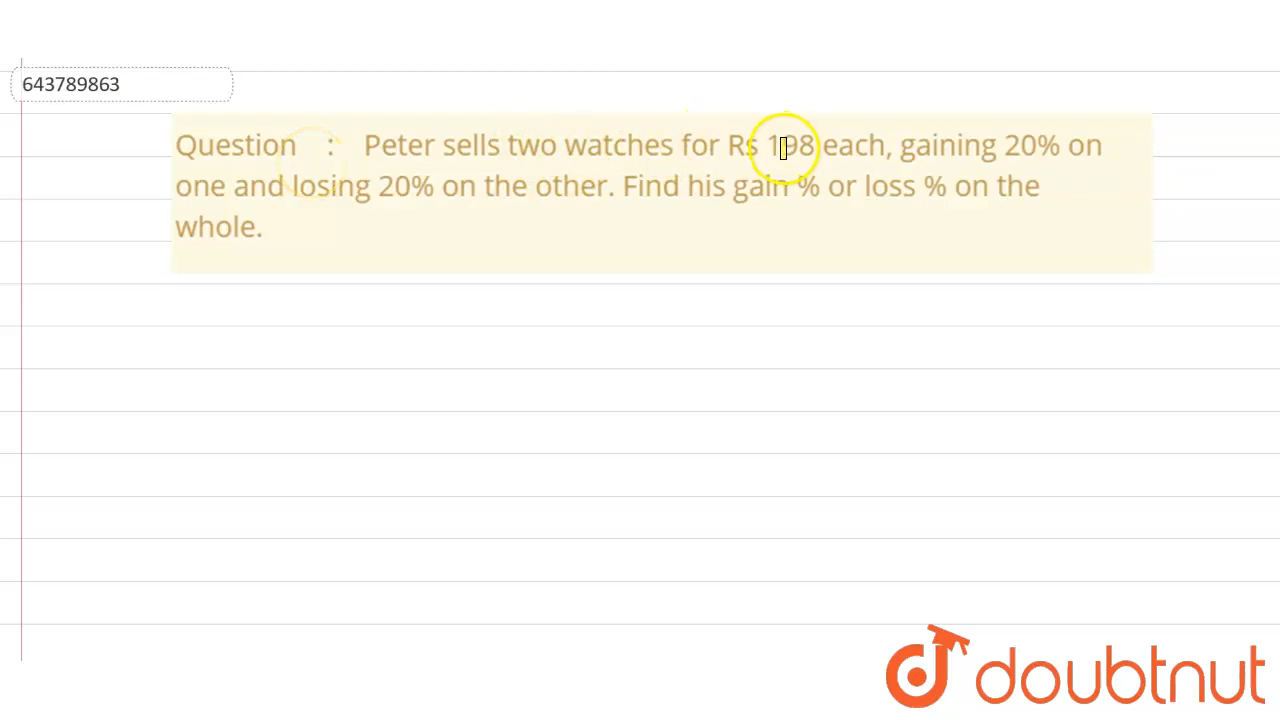 643789863
Question : Peter sells two watches for Rs 198 each, gaining 20% on
one and losing 20% on the other. Find his gain % or loss % on the
whole.
doubtnut